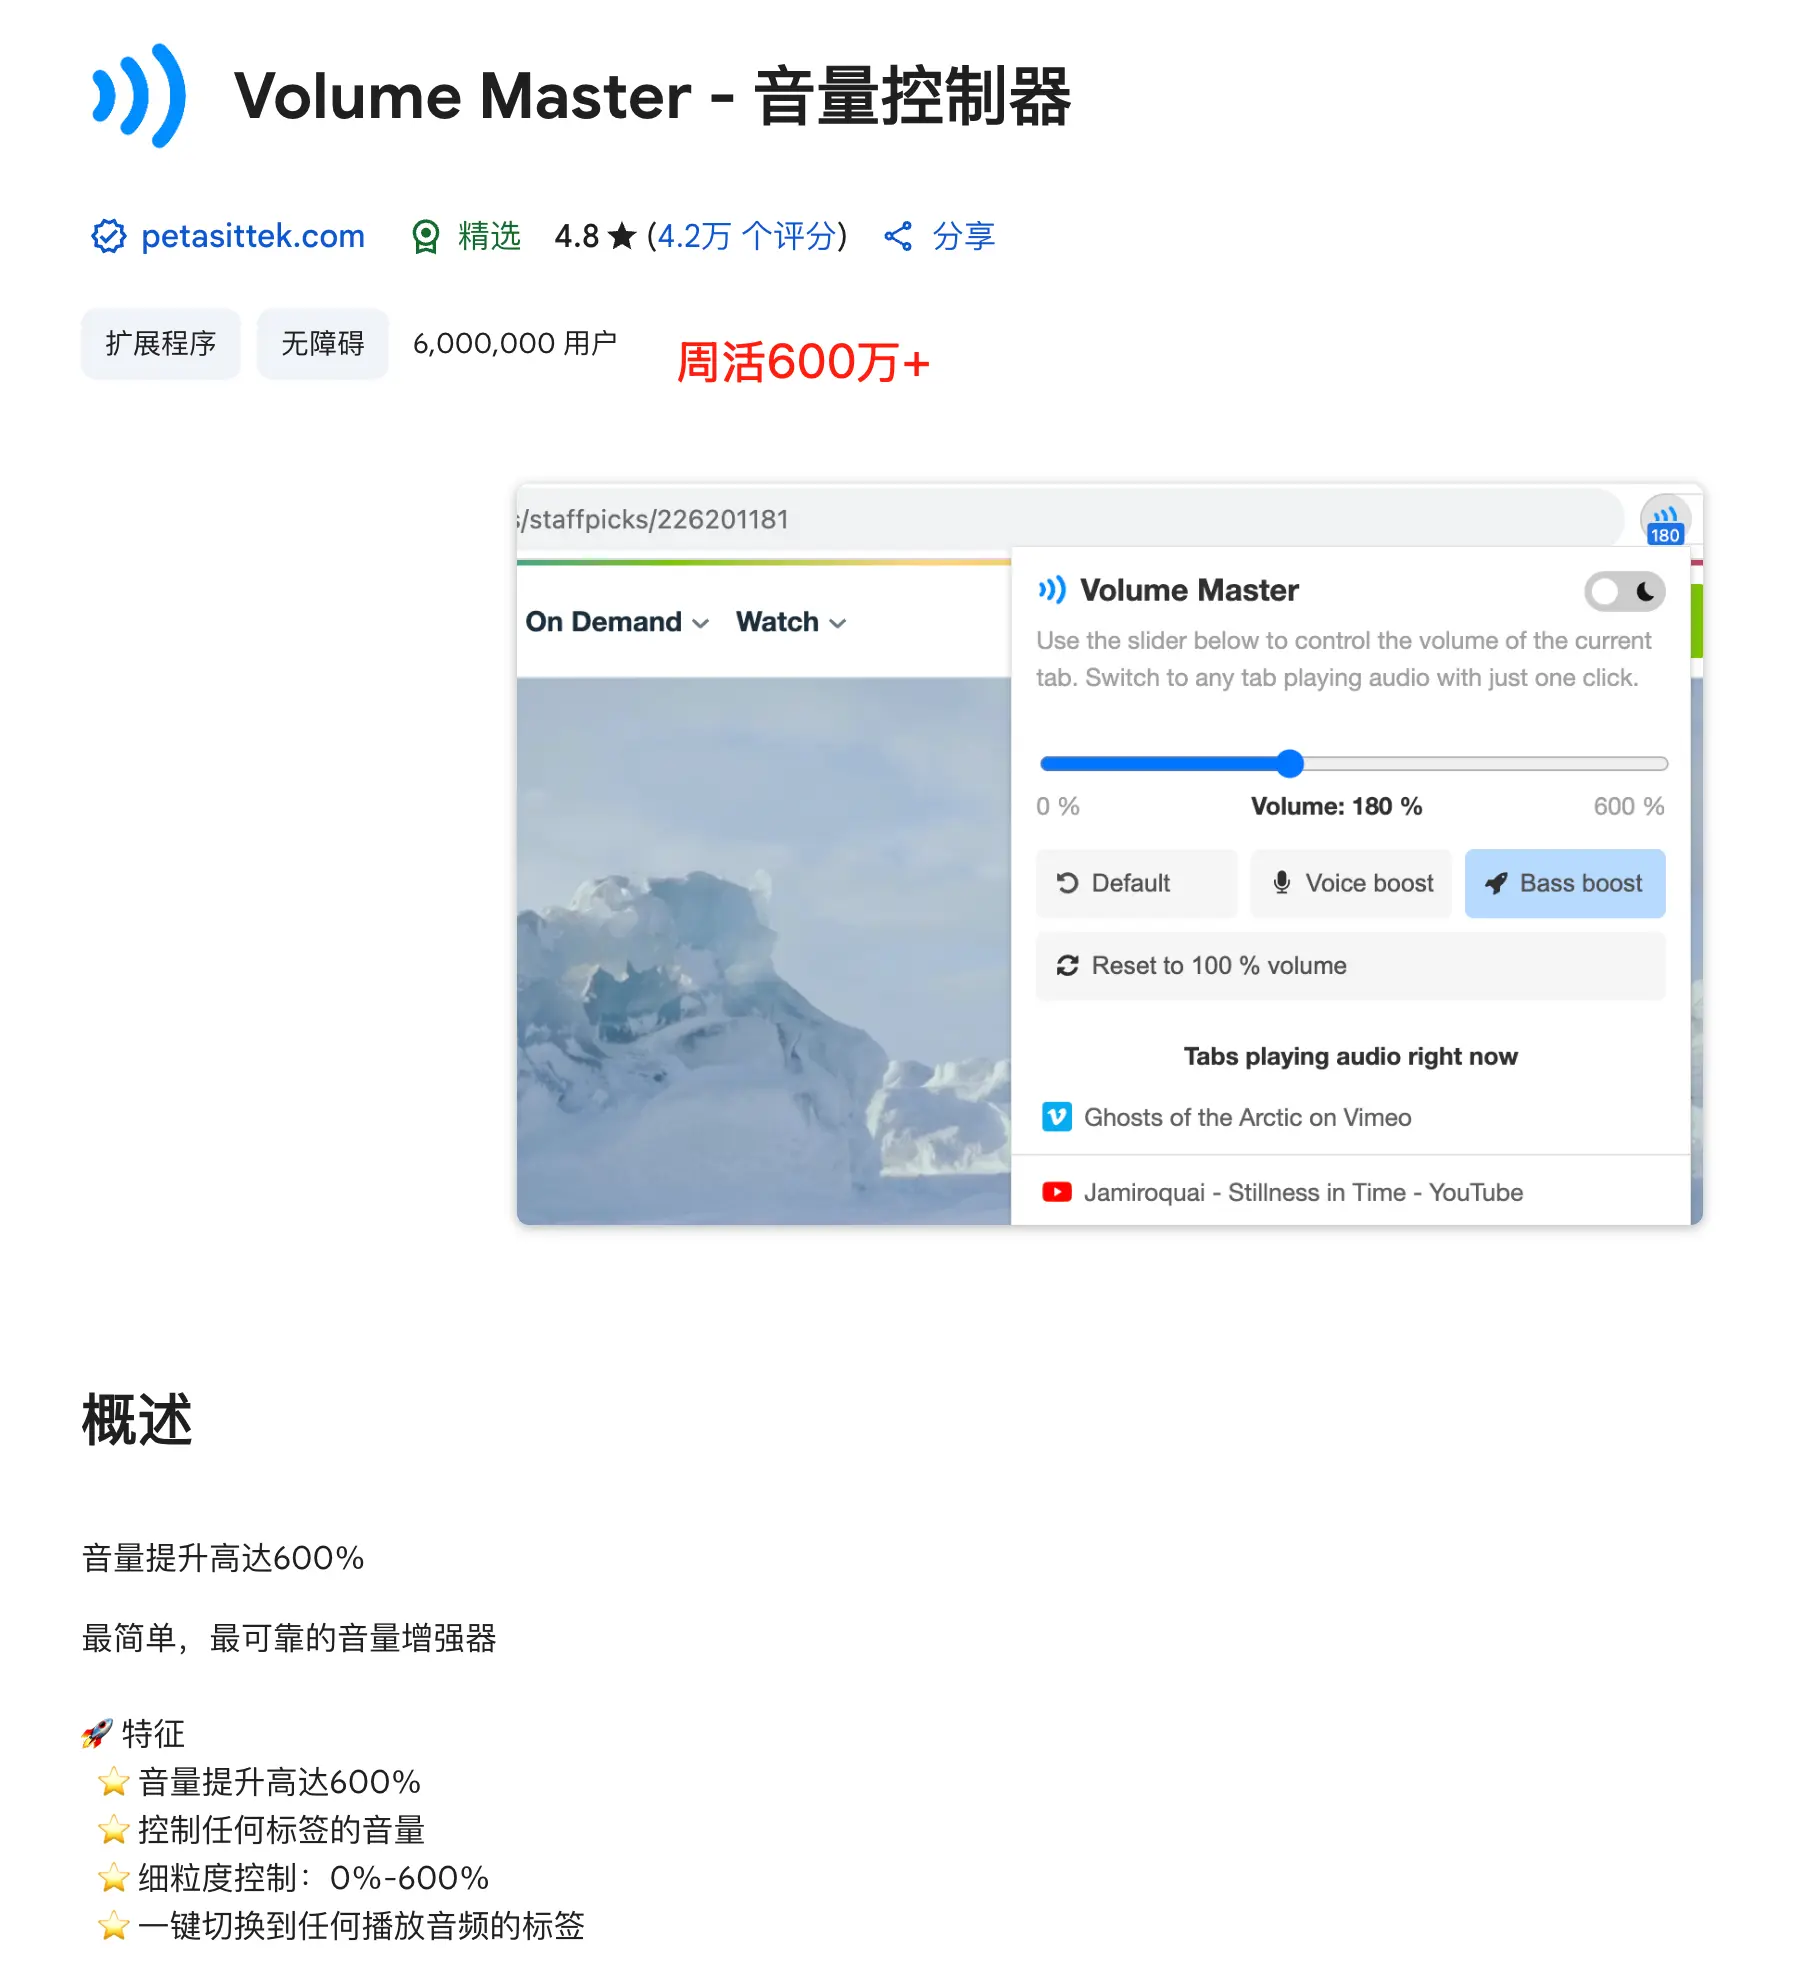 Volume Master - 音量控制器
petasittek.com 精选 4.8 ★ (4.2万 个评分) 分享
扩展程序 无障碍 6,000,000 用户 周活600万+
s/staffpicks/226201181
180
On Demand Watch
Volume Master
Use the slider below to control the volume of the current
tab. Switch to any tab playing audio with just one click.
0 % Volume: 180 % 600 %
Default Voice boost Bass boost
Reset to 100 % volume
Tabs playing audio right now
Ghosts of the Arctic on Vimeo
Jamiroquai - Stillness in Time - YouTube
概述
音量提升高达600%
最简单，最可靠的音量增强器
🚀 特征
⭐ 音量提升高达600%
⭐ 控制任何标签的音量
⭐ 细粒度控制：0%-600%
⭐ 一键切换到任何播放音频的标签